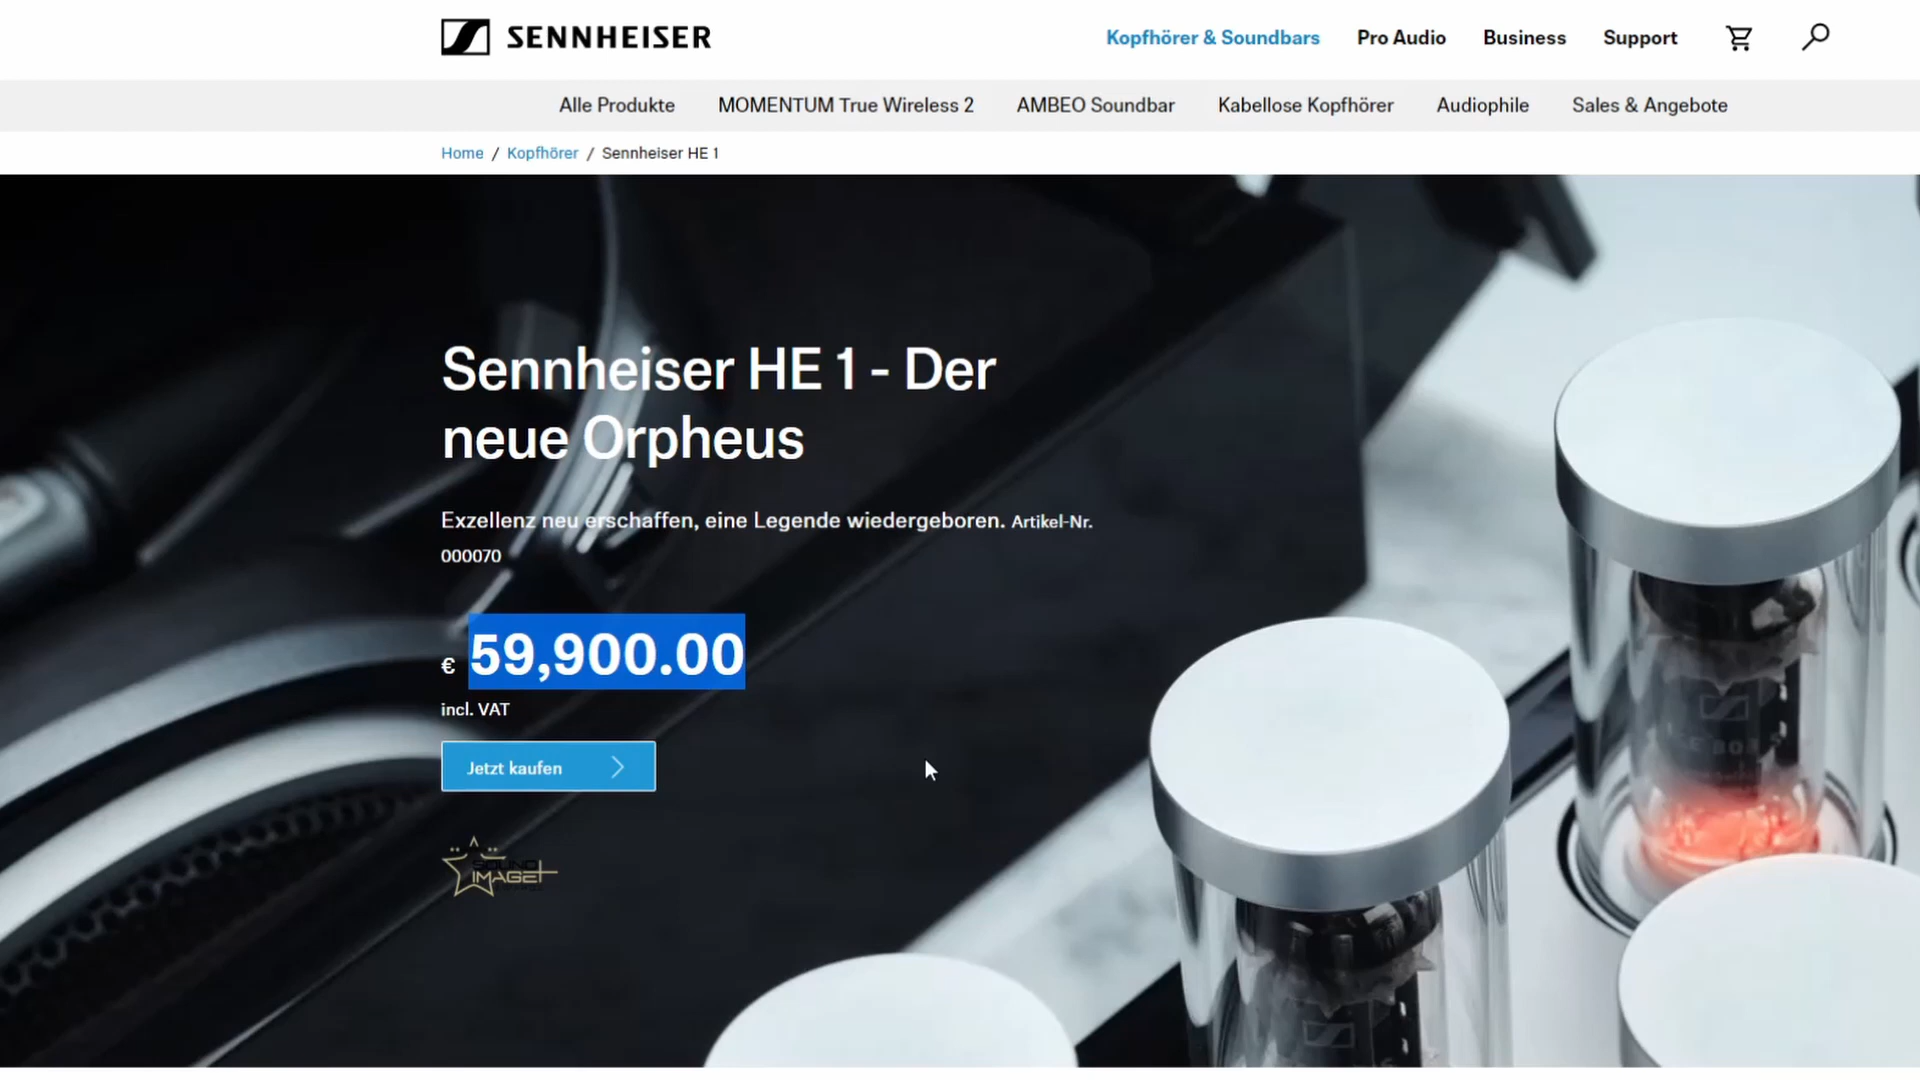 SENNHEISER
Kopfhörer & Soundbars Pro Audio Business Support
Alle Produkte MOMENTUM True Wireless 2 AMBEO Soundbar Kabellose Kopfhörer Audiophile Sales & Angebote
Home / Kopfhörer / Sennheiser HE 1
Sennheiser HE 1 - Der
neue Orpheus
Exzellenz neu erschaffen, eine Legende wiedergeboren. Artikel-Nr.
000070
€ 59,900.00
incl. VAT
Jetzt kaufen
SOUND
IMAGE